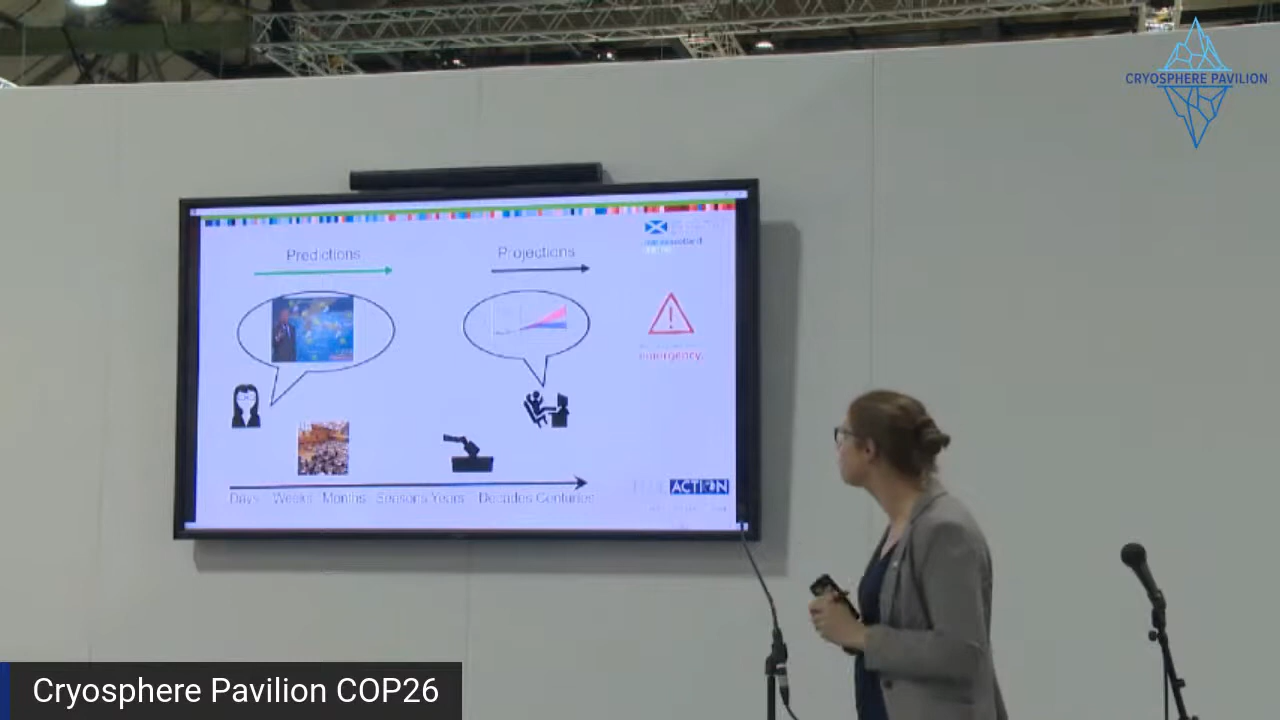 CRYOSPHERE PAVILION
Predictions
Projections
emergency.
Days Weeks Months Seasons Years Decades Centuries
ACTION
Cryosphere Pavilion COP26